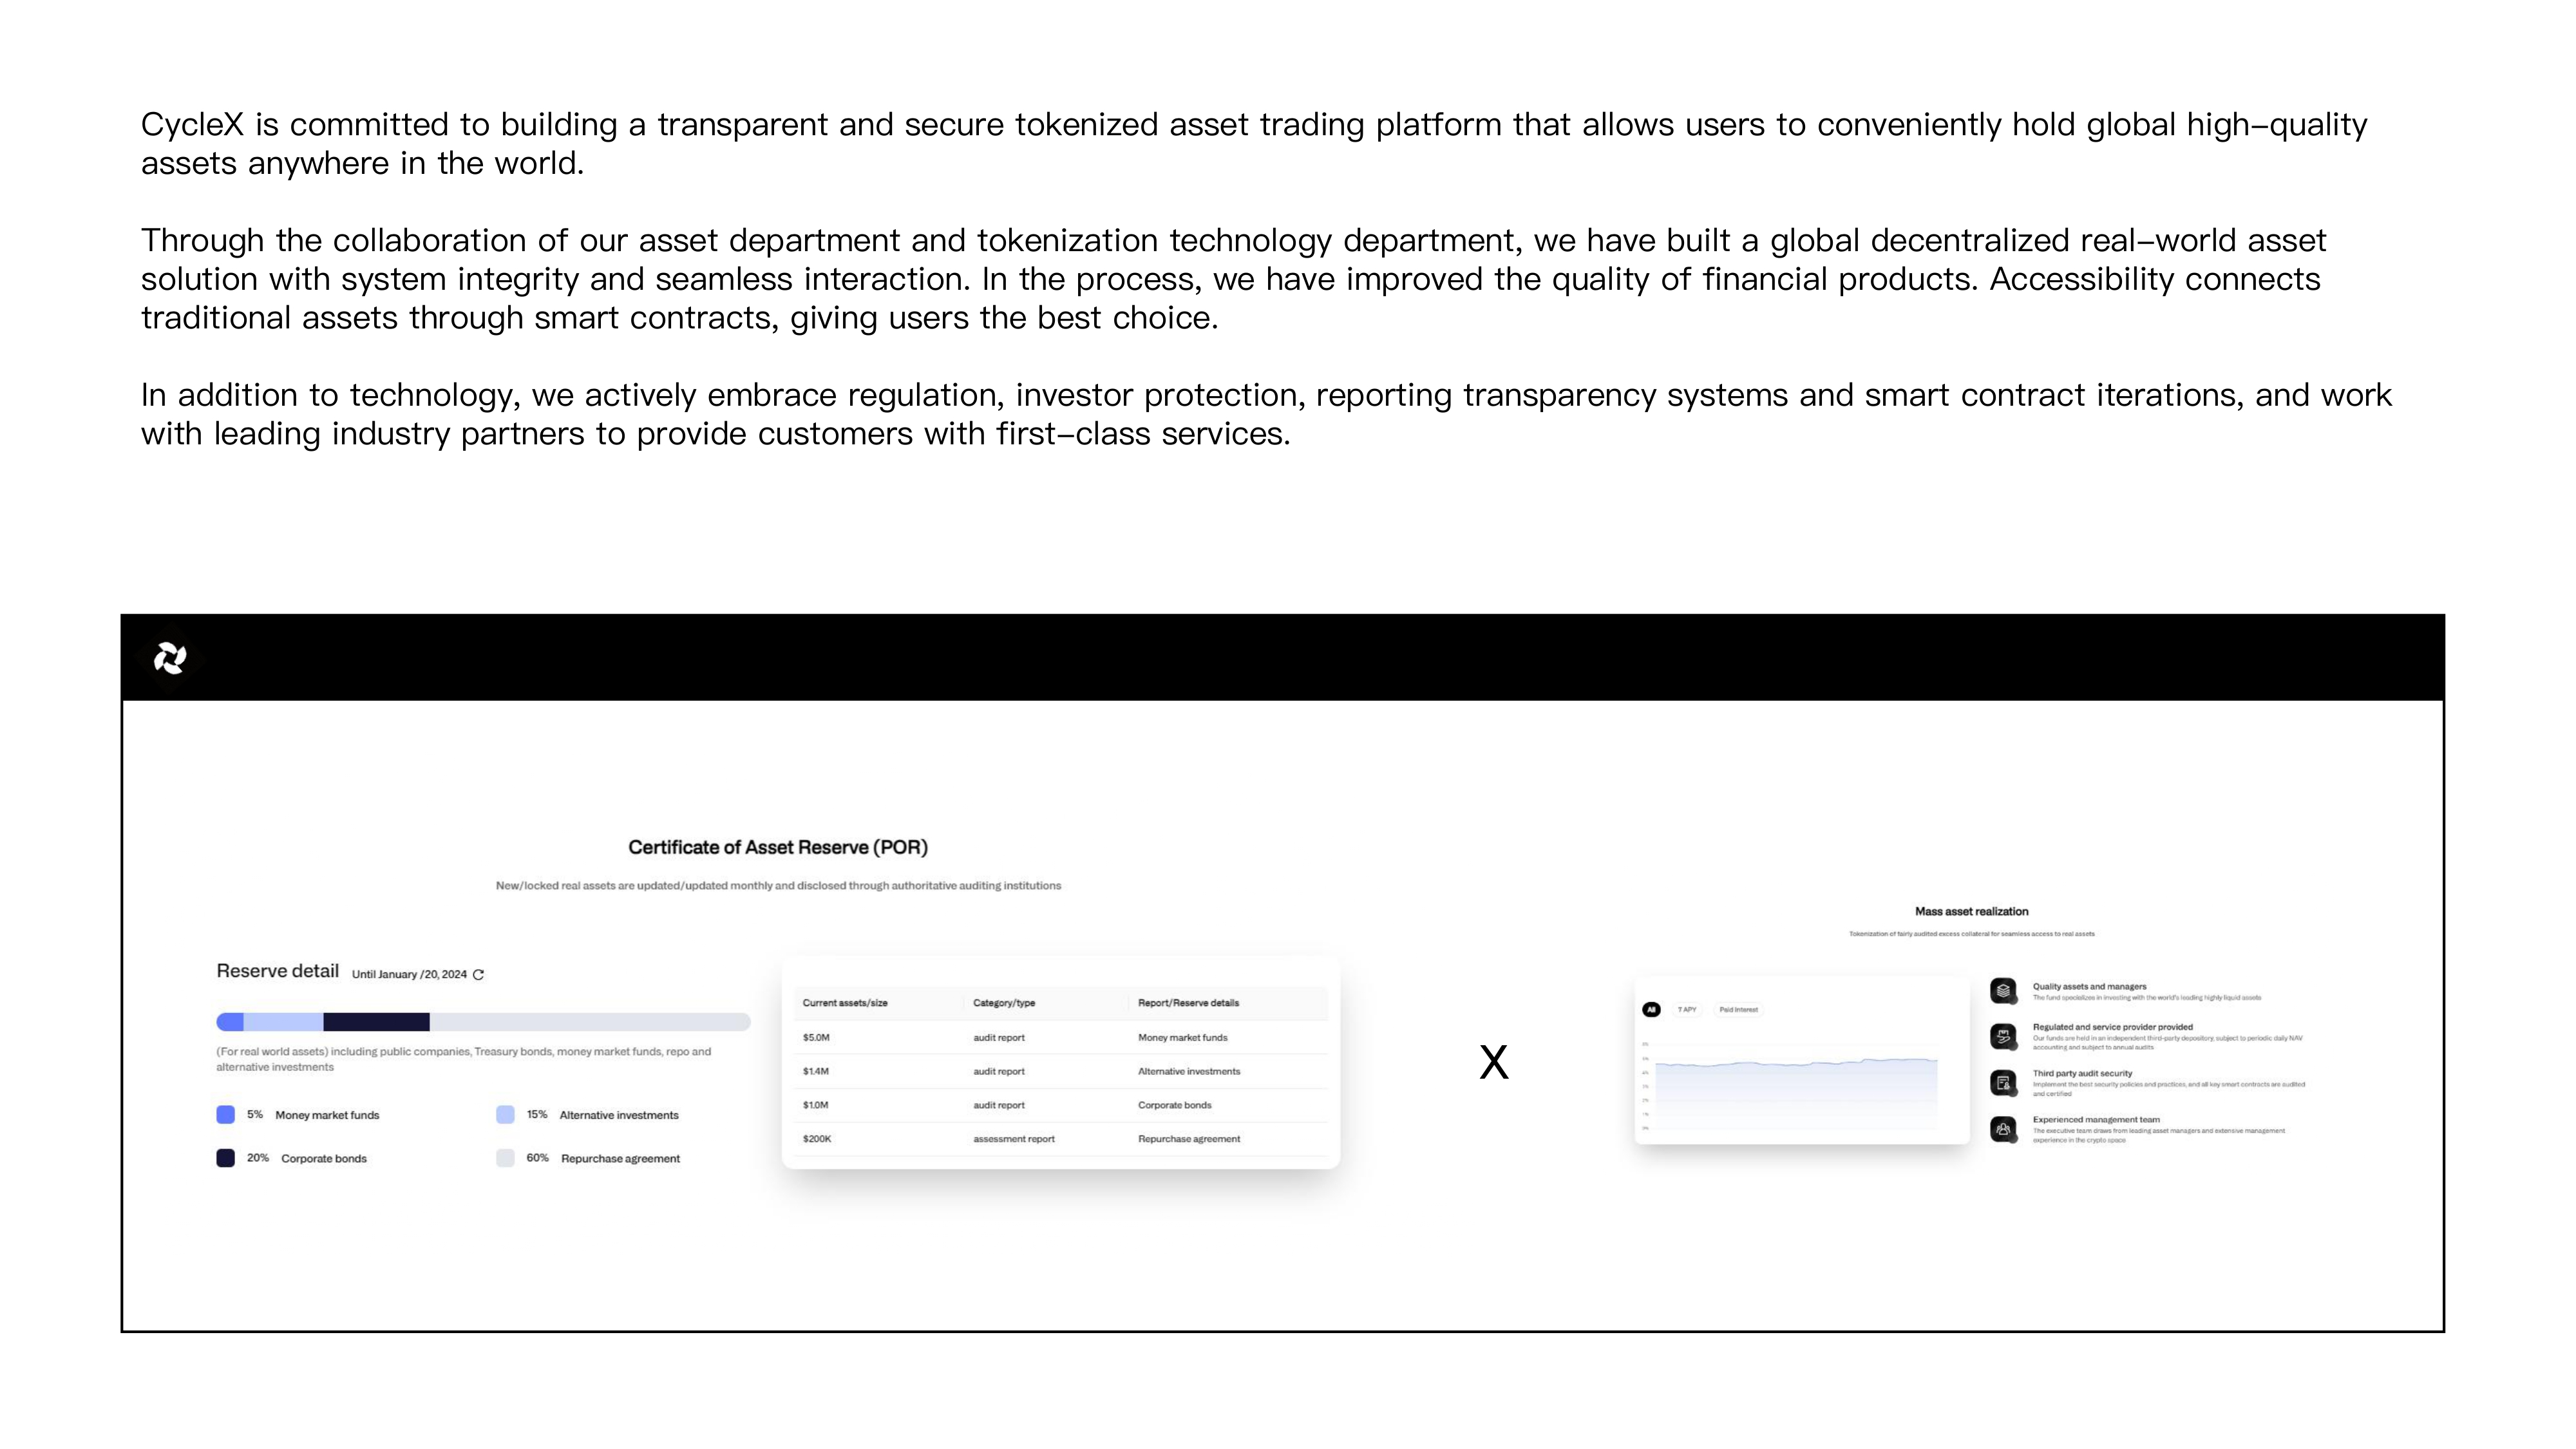 CycleX is committed to building a transparent and secure tokenized asset trading platform that allows users to conveniently hold global high–quality
assets anywhere in the world.
Through the collaboration of our asset department and tokenization technology department, we have built a global decentralized real–world asset
solution with system integrity and seamless interaction. In the process, we have improved the quality of financial products. Accessibility connects
traditional assets through smart contracts, giving users the best choice.
In addition to technology, we actively embrace regulation, investor protection, reporting transparency systems and smart contract iterations, and work
with leading industry partners to provide customers with first–class services.
Certificate of Asset Reserve (POR)
New/locked real assets are updated/updated monthly and disclosed through authoritative auditing institutions
Reserve detail Until January /20, 2024
(For real world assets) including public companies, Treasury bonds, money market funds, repo and
alternative investments
5% Money market funds 15% Alternative investments
20% Corporate bonds 60% Repurchase agreement
Current assets/size Category/type Report/Reserve details
$5.0M audit report Money market funds
$1.4M audit report Alternative investments
$1.0M audit report Corporate bonds
$200K assessment report Repurchase agreement
X
Mass asset realization
Tokenization of fairly audited excess collateral for seamless access to real assets
All T APY Paid Interest
Quality assets and managers
The fund specializes in investing with the world's leading highly liquid assets
Regulated and service provider provided
Our funds are held in an independent third-party depository, subject to periodic daily NAV
accounting and subject to annual audits
Third party audit security
Implement the best security policies and practices, and all key smart contracts are audited
and certified
Experienced management team
The executive team draws from leading asset managers and extensive management
experience in the crypto space